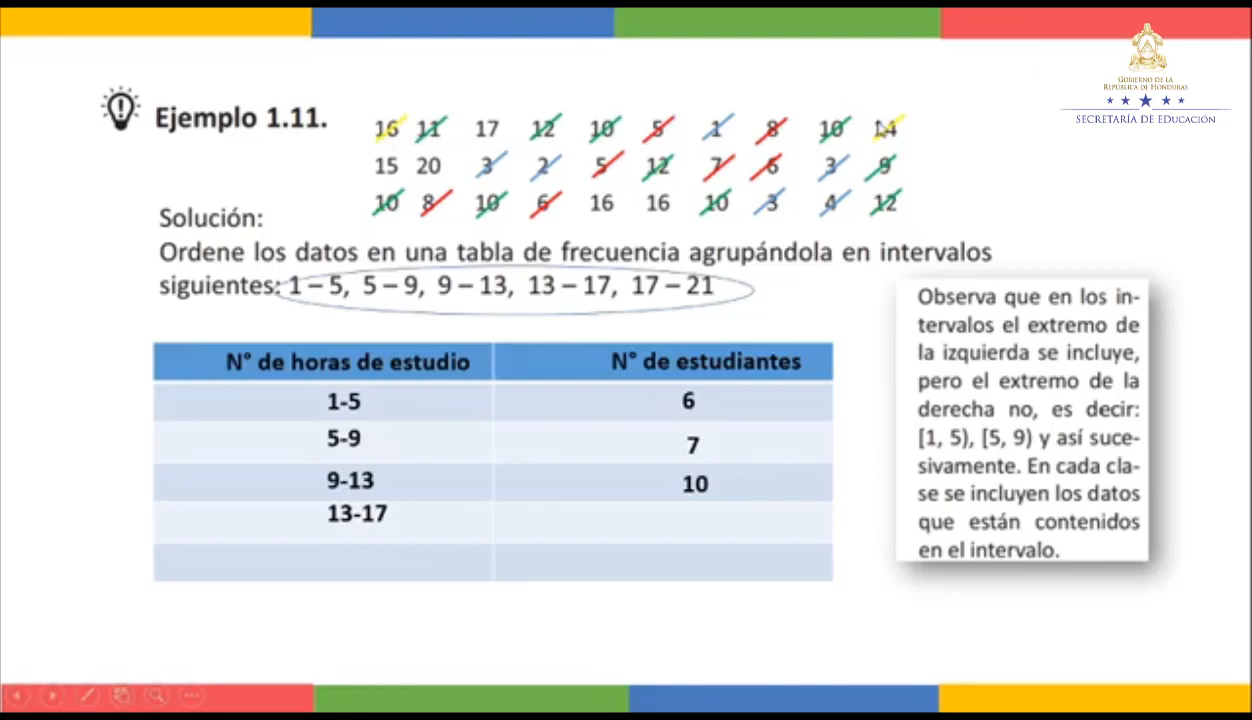 GOBIERNO DE LA
REPÚBLICA DE HONDURAS
SECRETARÍA DE EDUCACIÓN
Ejemplo 1.11.
16 11 17 12 10 5 1 8 10 14
15 20 3 2 5 12 7 6 3 9
10 8 10 6 16 16 10 3 4 12
Solución:
Ordene los datos en una tabla de frecuencia agrupándola en intervalos
siguientes: 1 – 5, 5 – 9, 9 – 13, 13 – 17, 17 – 21
N° de horas de estudio N° de estudiantes
1-5 6
5-9 7
9-13 10
13-17
Observa que en los in-
tervalos el extremo de
la izquierda se incluye,
pero el extremo de la
derecha no, es decir:
[1, 5), [5, 9) y así suce-
sivamente. En cada cla-
se se incluyen los datos
que están contenidos
en el intervalo.